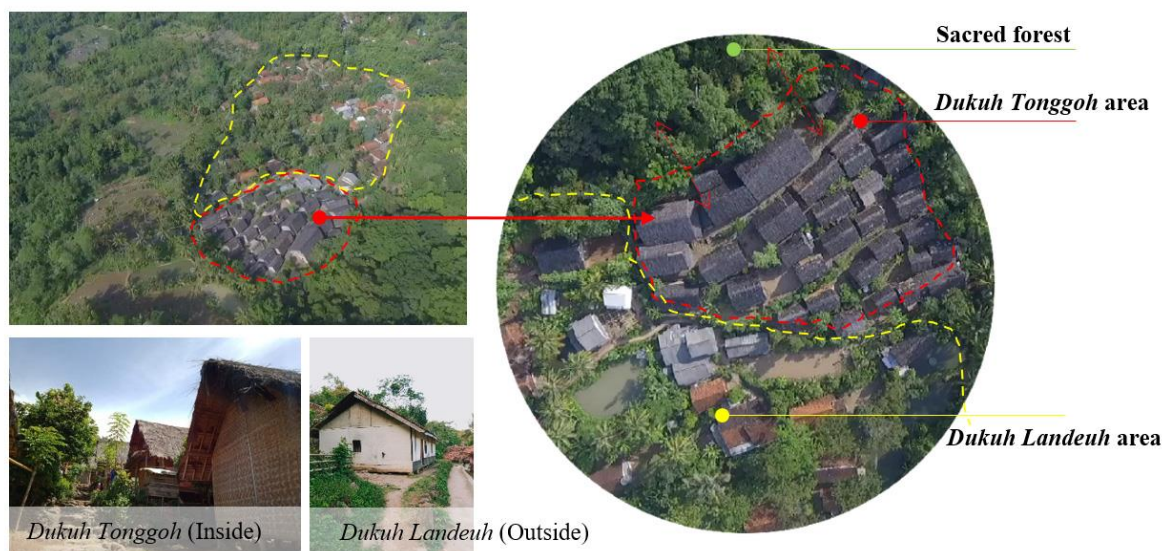 Sacred forest
Dukuh Tonggoh area
Dukuh Landeuh area
Dukuh Tonggoh (Inside)
Dukuh Landeuh (Outside)